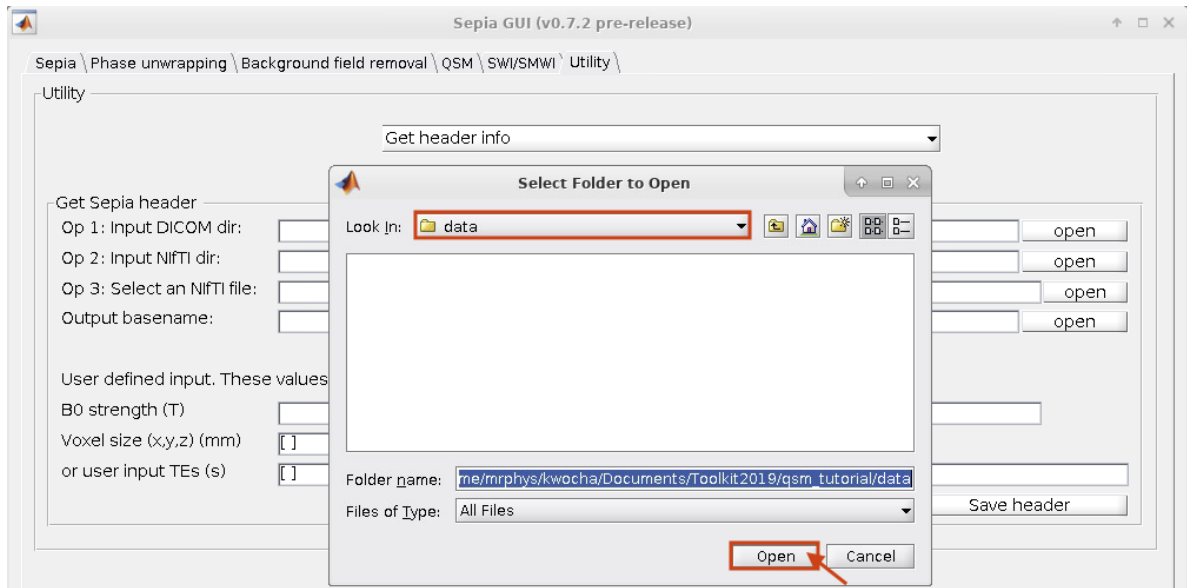 Sepia GUI (v0.7.2 pre-release)
Sepia Phase unwrapping Background field removal QSM SWI/SMWI Utility
Utility
Get header info
Select Folder to Open
Get Sepia header
Look In: data
Op 1: Input DICOM dir: open
Op 2: Input NIfTI dir: open
Op 3: Select an NIfTI file: open
Output basename: open
User defined input. These values
B0 strength (T)
Voxel size (x,y,z) (mm) [ ]
or user input TEs (s) [ ]
Folder name: me/mrphys/kwocha/Documents/Toolkit2019/qsm_tutorial/data
Files of Type: All Files
Save header
Open Cancel